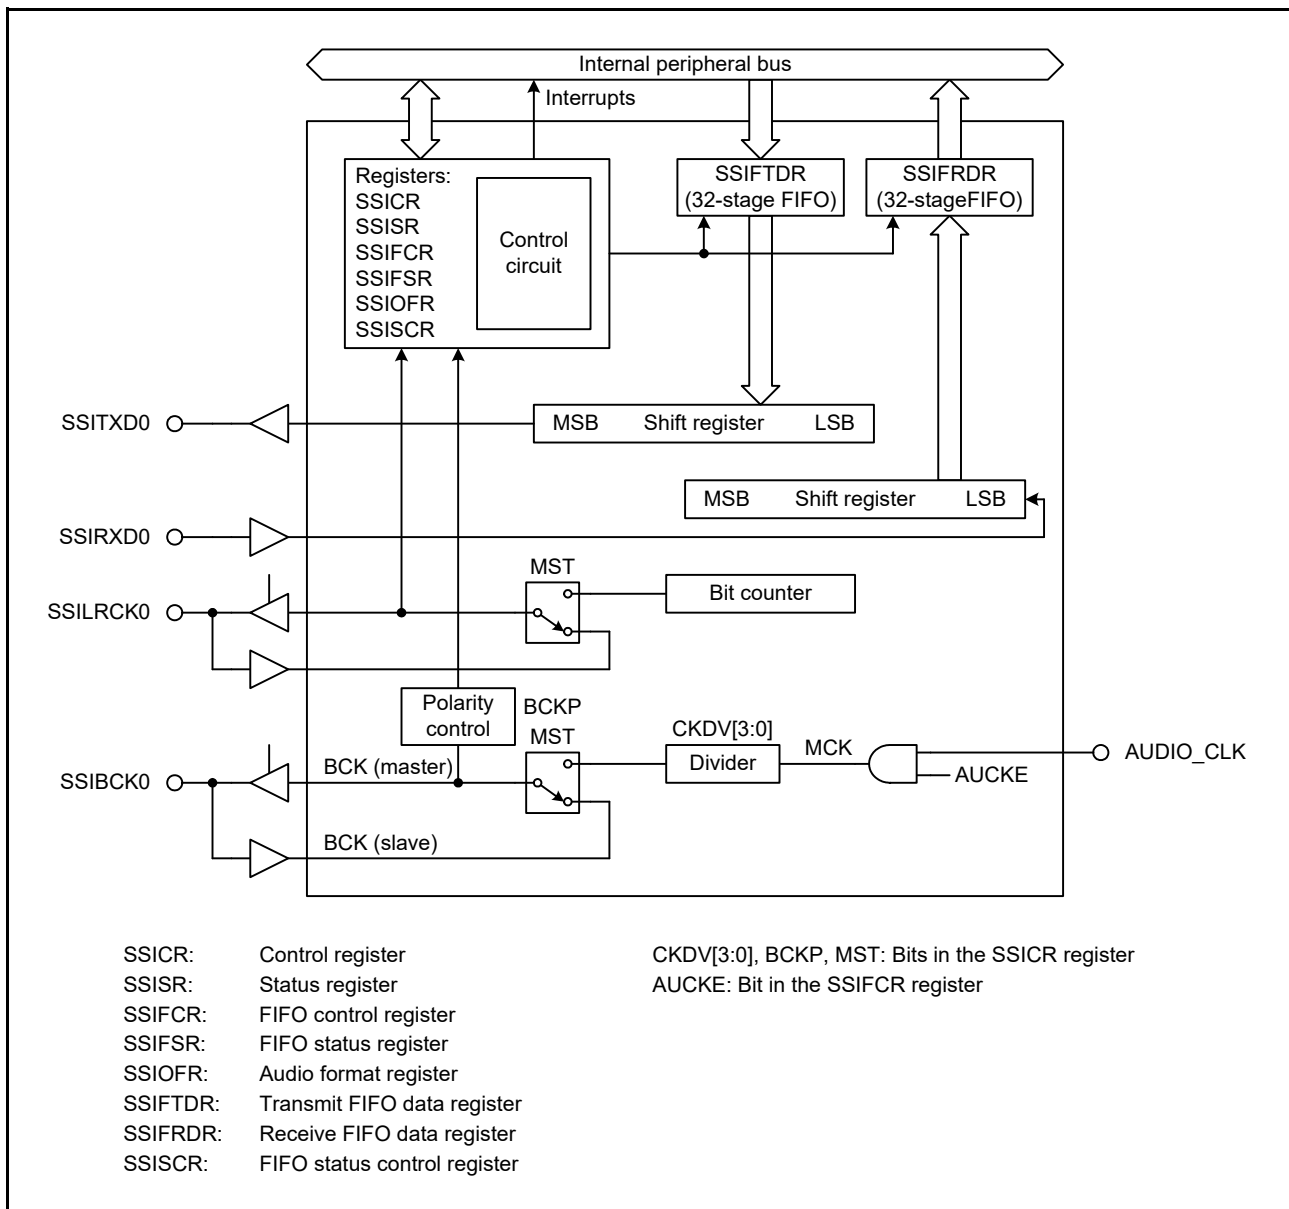 Internal peripheral bus
Interrupts
Registers:
SSICR
SSISR
SSIFCR
SSIFSR
SSIOFR
SSISCR
Control
circuit
SSIFTDR
(32-stage FIFO)
SSIFRDR
(32-stageFIFO)
SSITXD0
MSB Shift register LSB
MSB Shift register LSB
SSIRXD0
MST
Bit counter
SSILRCK0
Polarity
control
BCKP
MST
CKDV[3:0]
Divider
MCK
AUCKE
AUDIO_CLK
SSIBCK0
BCK (master)
BCK (slave)
SSICR: Control register
SSISR: Status register
SSIFCR: FIFO control register
SSIFSR: FIFO status register
SSIOFR: Audio format register
SSIFTDR: Transmit FIFO data register
SSIFRDR: Receive FIFO data register
SSISCR: FIFO status control register
CKDV[3:0], BCKP, MST: Bits in the SSICR register
AUCKE: Bit in the SSIFCR register